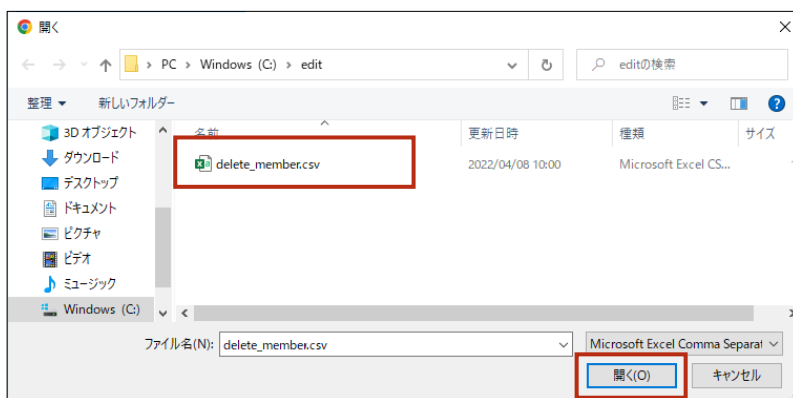 開く
PC > Windows (C:) > edit
editの検索
整理 新しいフォルダー
名前 更新日時 種類 サイズ
3D オブジェクト
ダウンロード
デスクトップ
ドキュメント
ピクチャ
ビデオ
ミュージック
Windows (C:)
delete_member.csv 2022/04/08 10:00 Microsoft Excel CS...
ファイル名(N): delete_member.csv Microsoft Excel Comma Separat
開く(O) キャンセル